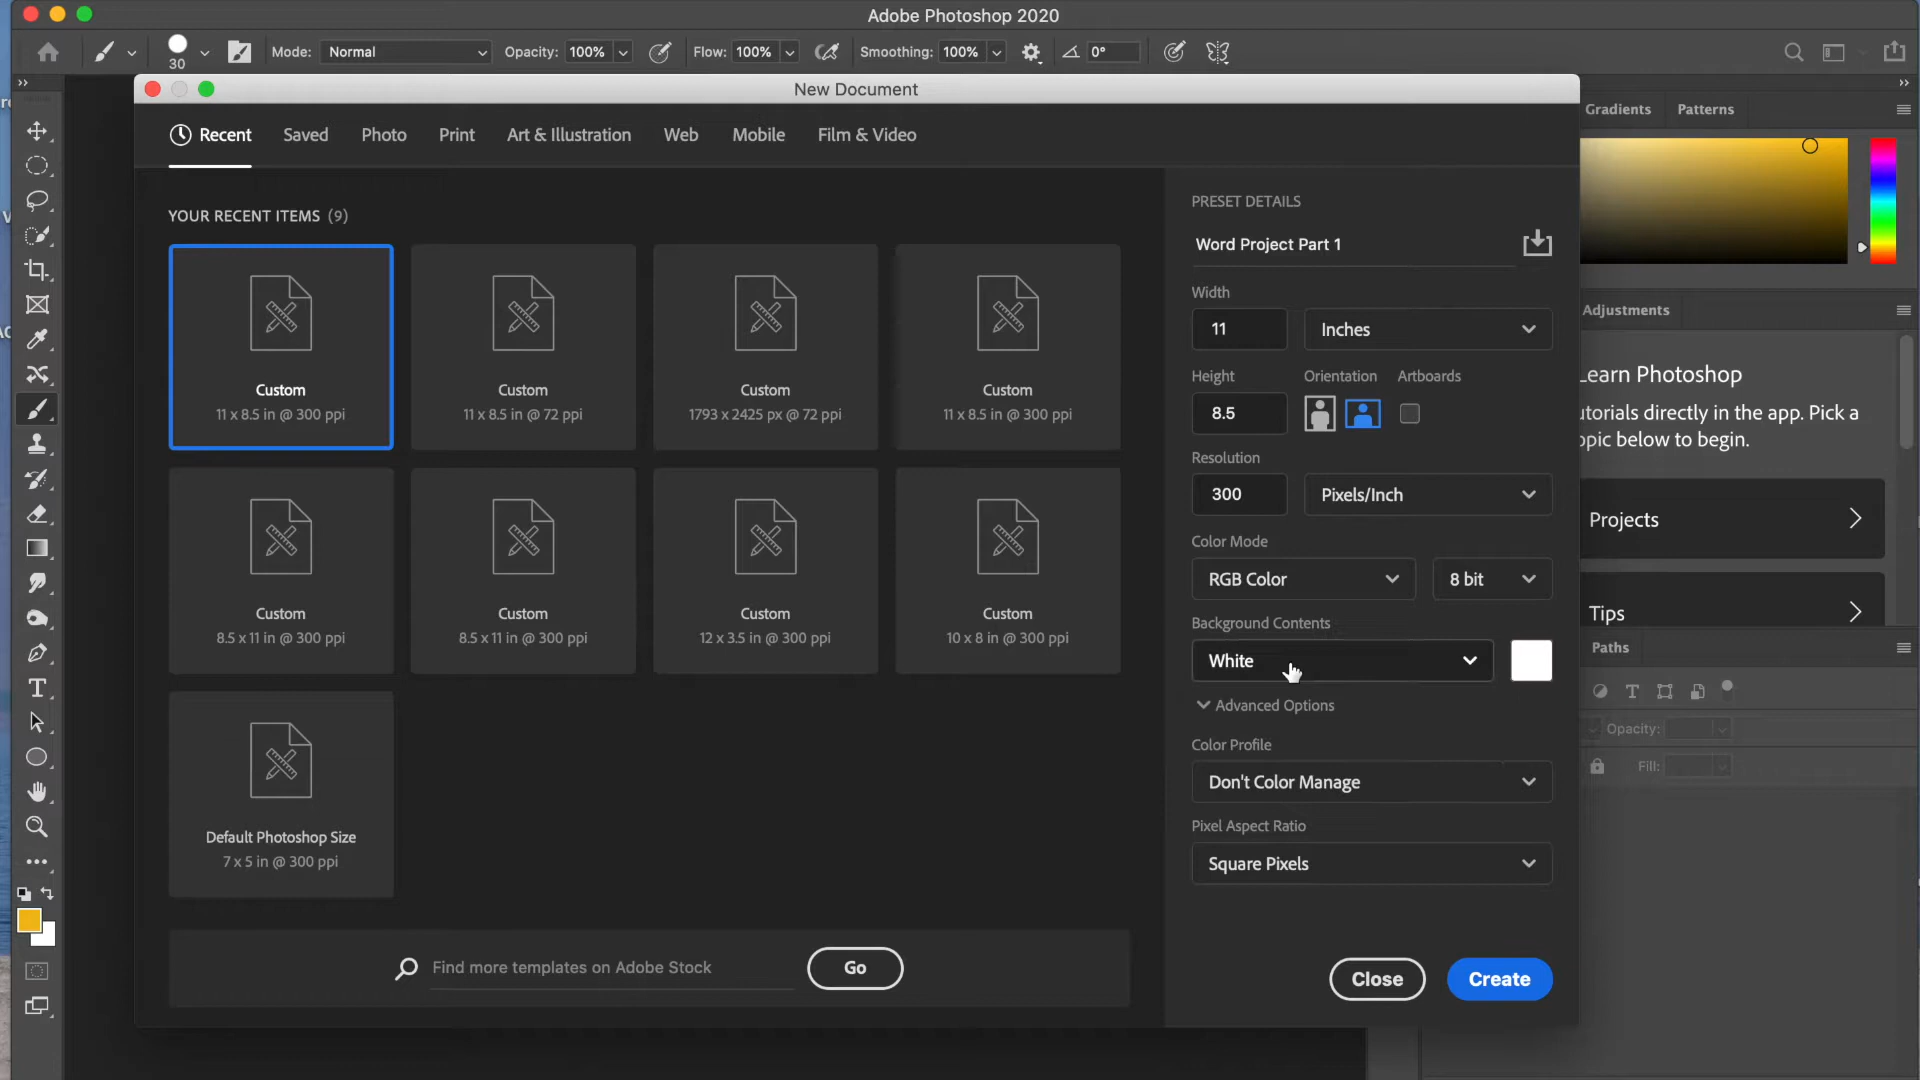 Adobe Photoshop 2020
30
Mode: Normal Opacity: 100% Flow: 100% Smoothing: 100% 0°
New Document
Recent Saved Photo Print Art & Illustration Web Mobile Film & Video
YOUR RECENT ITEMS (9)
Custom
11 x 8.5 in @ 300 ppi
Custom
11 x 8.5 in @ 72 ppi
Custom
1793 x 2425 px @ 72 ppi
Custom
11 x 8.5 in @ 300 ppi
Custom
8.5 x 11 in @ 300 ppi
Custom
8.5 x 11 in @ 300 ppi
Custom
12 x 3.5 in @ 300 ppi
Custom
10 x 8 in @ 300 ppi
Default Photoshop Size
7 x 5 in @ 300 ppi
Find more templates on Adobe Stock Go
PRESET DETAILS
Word Project Part 1
Width
11 Inches
Height Orientation Artboards
8.5
Resolution
300 Pixels/Inch
Color Mode
RGB Color 8 bit
Background Contents
White
Advanced Options
Color Profile
Don't Color Manage
Pixel Aspect Ratio
Square Pixels
Close Create
Gradients Patterns
Adjustments
Learn Photoshop
utorials directly in the app. Pick a
opic below to begin.
Projects
Tips
Paths
Opacity:
Fill: